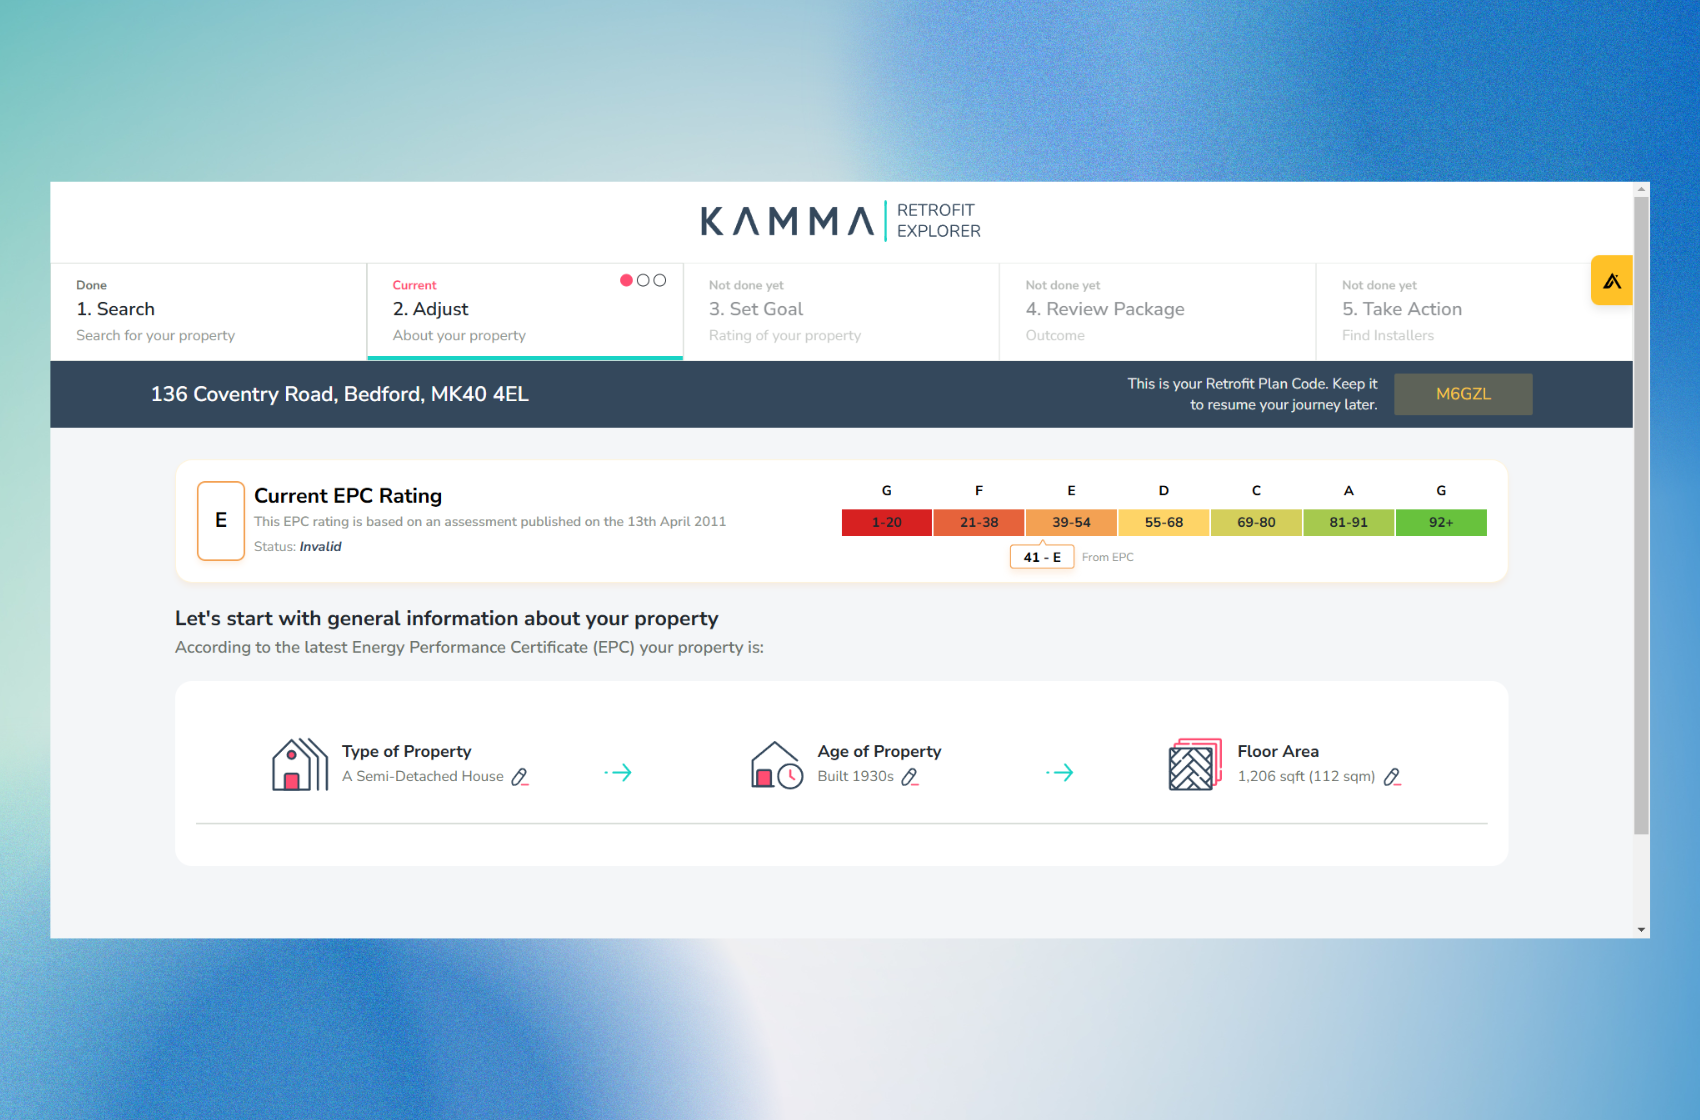 KAMMA
RETROFIT
EXPLORER
Done
1. Search
Search for your property
Current
2. Adjust
About your property
Not done yet
3. Set Goal
Rating of your property
Not done yet
4. Review Package
Outcome
Not done yet
5. Take Action
Find Installers
136 Coventry Road, Bedford, MK40 4EL
This is your Retrofit Plan Code. Keep it
to resume your journey later.
M6GZL
E
Current EPC Rating
This EPC rating is based on an assessment published on the 13th April 2011
Status: Invalid
G F E D C A G
1-20 21-38 39-54 55-68 69-80 81-91 92+
41 - E From EPC
Let's start with general information about your property
According to the latest Energy Performance Certificate (EPC) your property is:
Type of Property
A Semi-Detached House
Age of Property
Built 1930s
Floor Area
1,206 sqft (112 sqm)